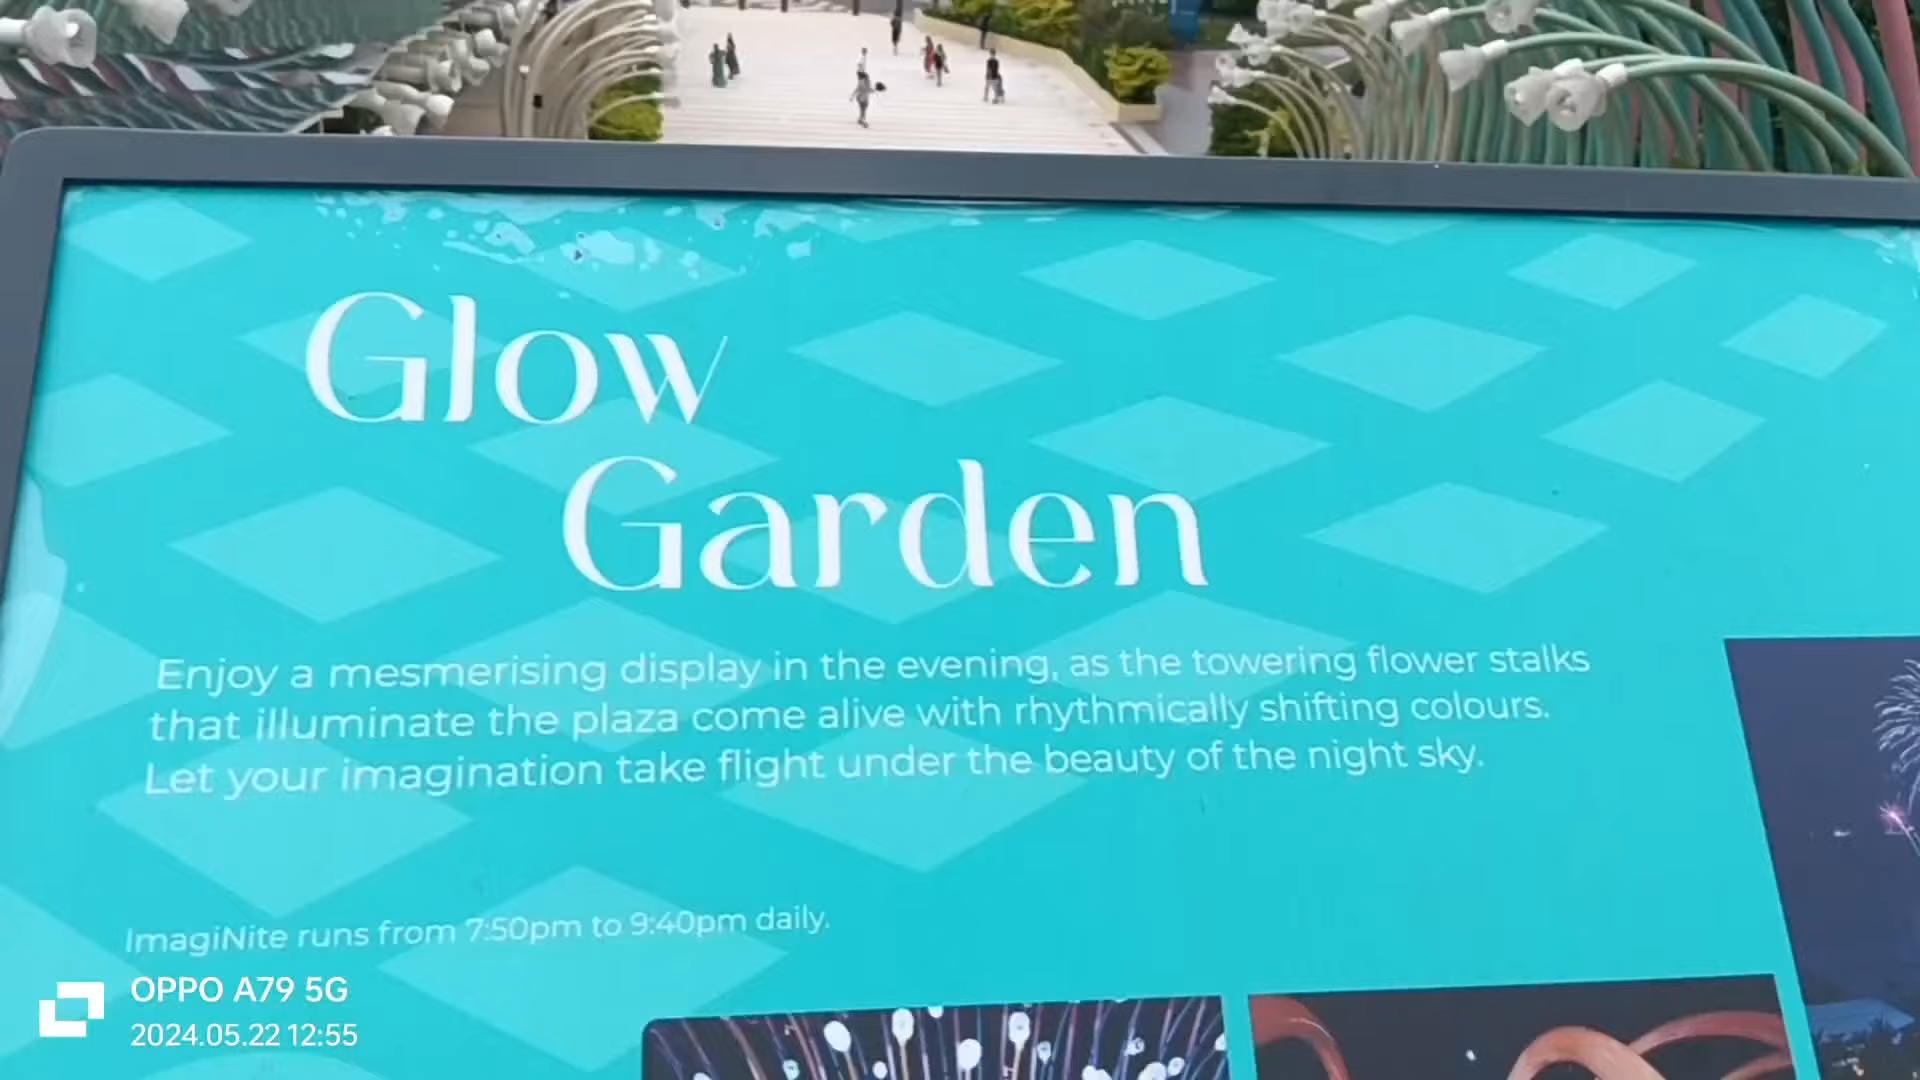 Glow
Garden
Enjoy a mesmerising display in the evening, as the towering flower stalks
that illuminate the plaza come alive with rhythmically shifting colours.
Let your imagination take flight under the beauty of the night sky.
ImagiNite runs from 7:50pm to 9:40pm daily.
OPPO A79 5G
2024.05.22 12:55